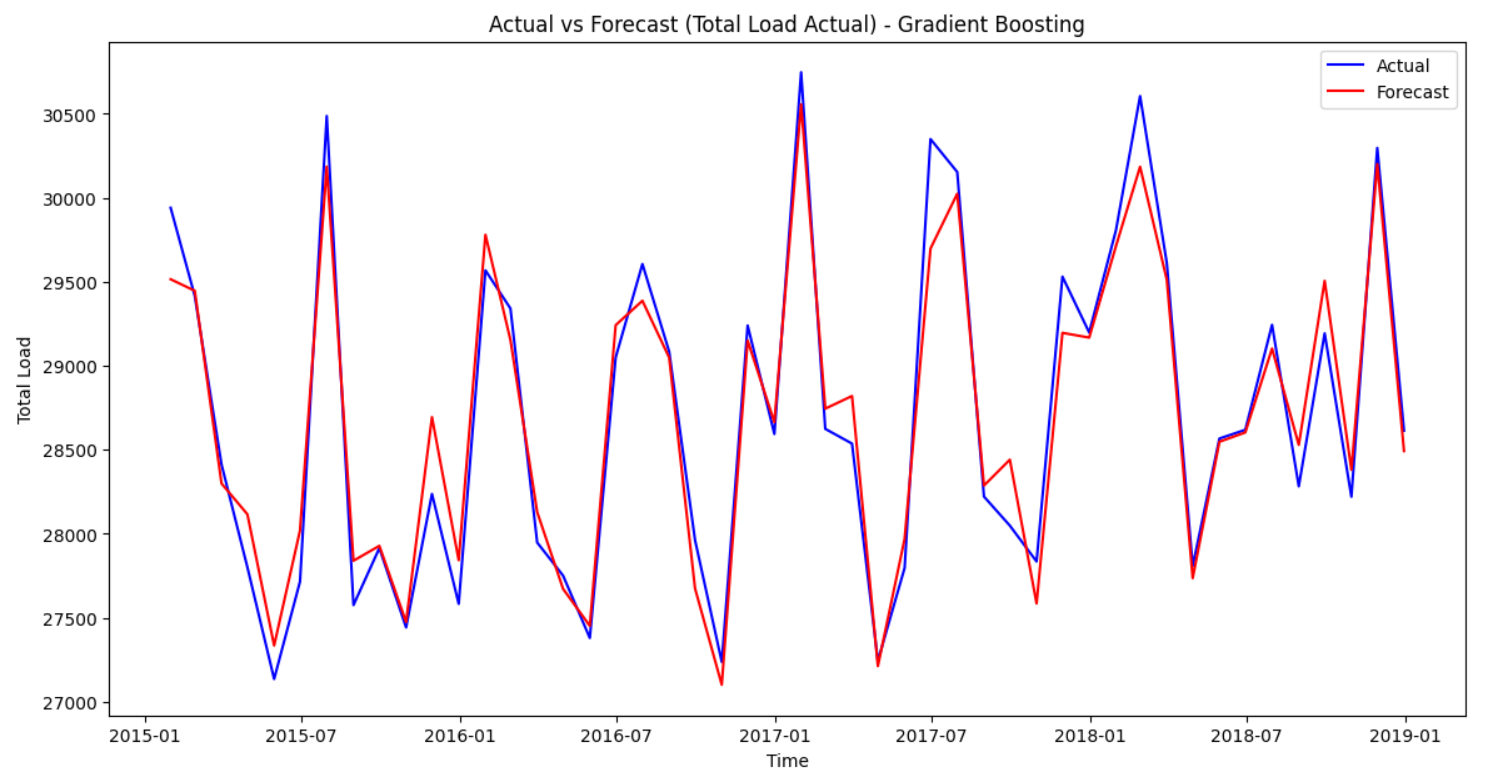 Actual vs Forecast (Total Load Actual) - Gradient Boosting
Actual
Forecast
30500
30000
29500
29000
28500
28000
27500
27000
Total Load
2015-01 2015-07 2016-01 2016-07 2017-01 2017-07 2018-01 2018-07 2019-01
Time